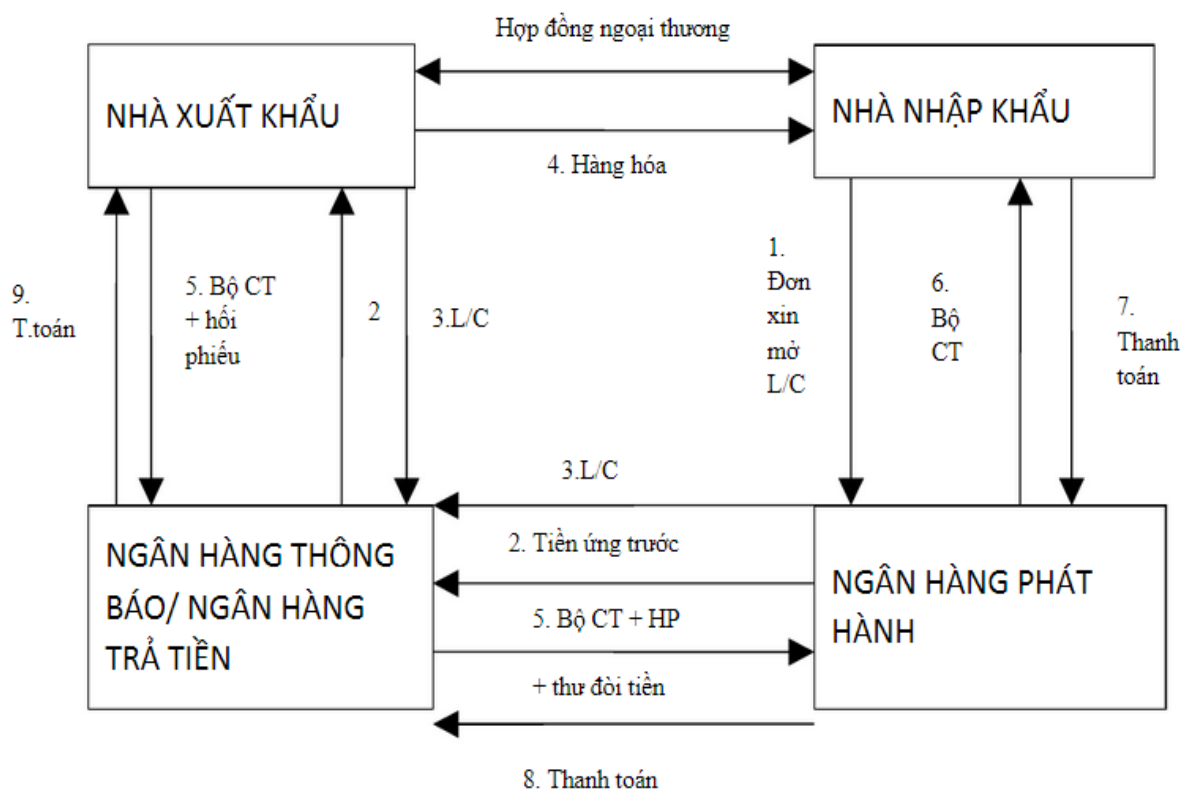 Hợp đồng ngoại thương
NHÀ XUẤT KHẨU
NHÀ NHẬP KHẨU
4. Hàng hóa
9.
T.toán
5. Bộ CT
+ hối
phiếu
2
3.L/C
1.
Đơn
xin
mở
L/C
6.
Bộ
CT
7.
Thanh
toán
3.L/C
2. Tiền ứng trước
5. Bộ CT + HP
+ thư đòi tiền
8. Thanh toán
NGÂN HÀNG THÔNG
BÁO/ NGÂN HÀNG
TRẢ TIỀN
NGÂN HÀNG PHÁT
HÀNH